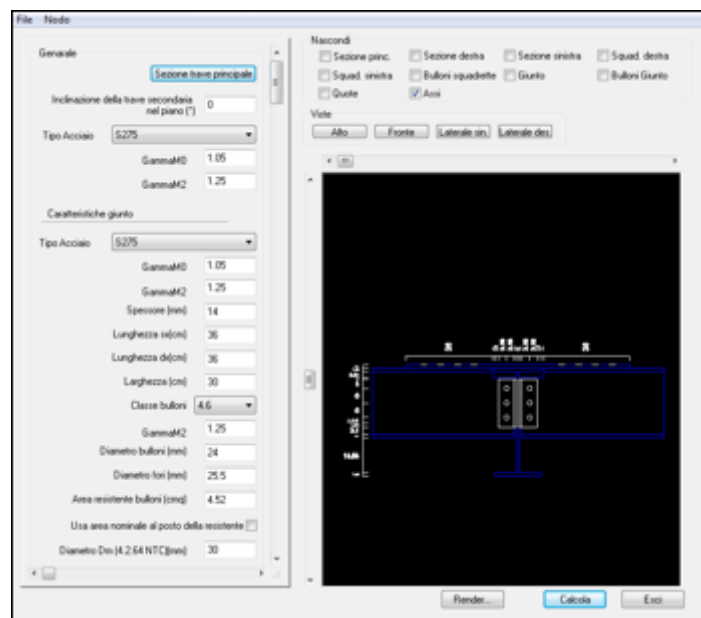 File Nodo
Generale
Sezione trave principale
Inclinazione della trave secondaria
nel piano (°) 0
Tipo Acciaio S275
GammaM0 1.05
GammaM2 1.25
Caratteristiche giunto
Tipo Acciaio S275
GammaM0 1.05
GammaM2 1.25
Spessore (mm) 14
Lunghezza sx(cm) 36
Lunghezza dx(cm) 36
Larghezza (cm) 30
Classe bulloni 4.6
GammaM2 1.25
Diametro bulloni (mm) 24
Diametro fori (mm) 25.5
Area resistente bulloni (cmq) 4.52
Usa area nominale al posto della resistente
Diametro Dm (4.2.64 NTC)(mm) 30
Nascondi
Sezione princ. Sezione destra Sezione sinistra Squad. destra
Squad. sinistra Bulloni squadrette Giunto Bulloni Giunto
Quote Assi
Viste
Alto Fronte Laterale sin. Laterale des.
Render... Calcola Esci